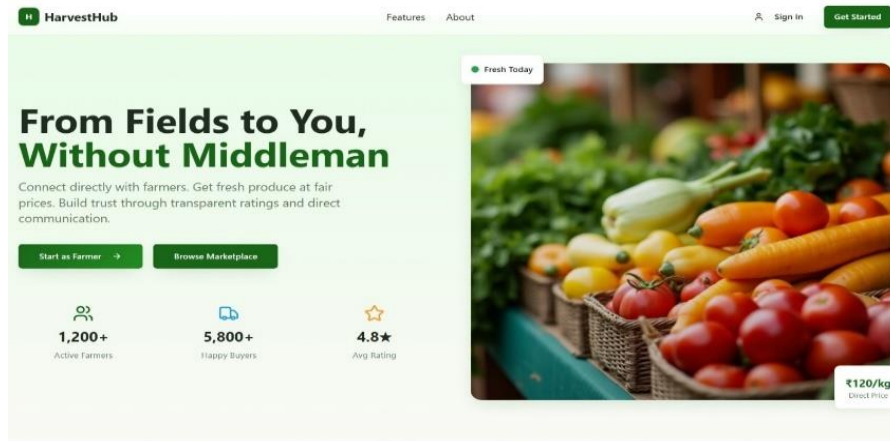 H HarvestHub
Features About
Sign In
Get Started
Fresh Today
From Fields to You,
Without Middleman
Connect directly with farmers. Get fresh produce at fair
prices. Build trust through transparent ratings and direct
communication.
Start as Farmer →
Browse Marketplace
1,200+
Active Farmers
5,800+
Happy Buyers
4.8★
Avg Rating
₹120/kg
Direct Price